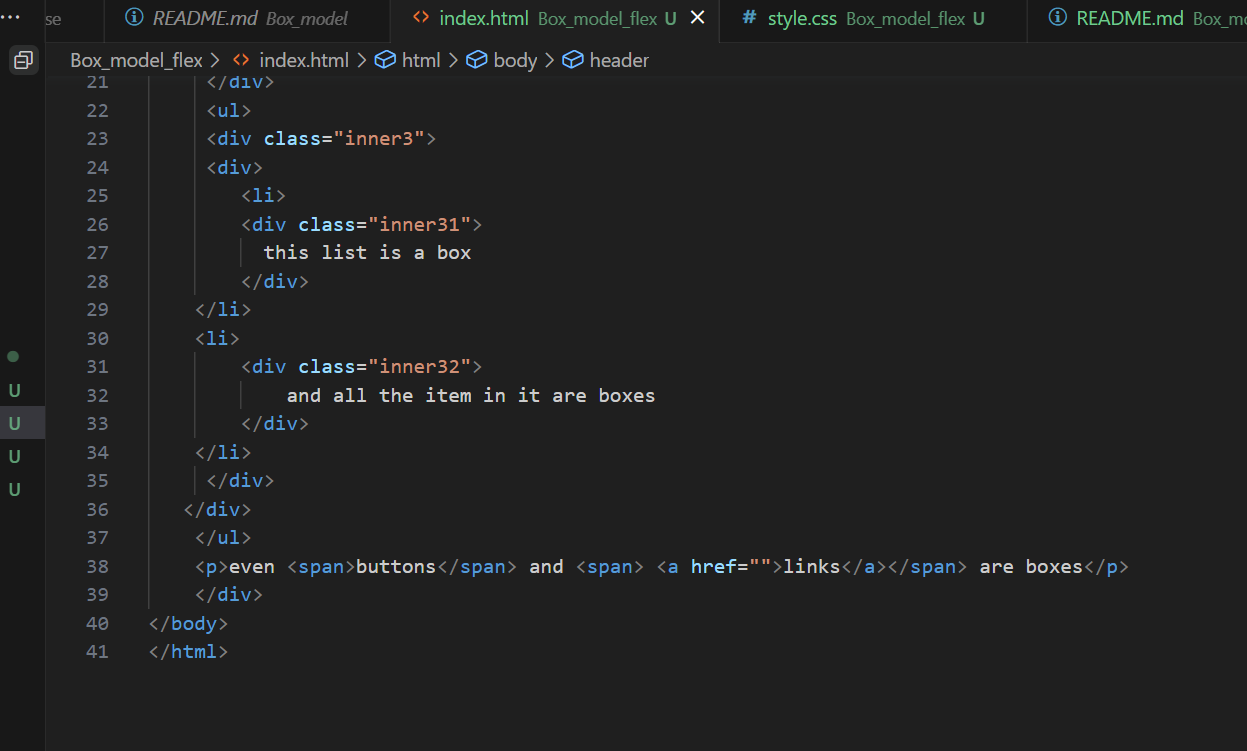 ··· se README.md Box_model index.html Box_model_flex U style.css Box_model_flex U README.md Box_mo
Box_model_flex > index.html > html > body > header
21 </div>
22 <ul>
23 <div class="inner3">
24 <div>
25 <li>
26 <div class="inner31">
27 this list is a box
28 </div>
29 </li>
30 <li>
31 <div class="inner32">
32 and all the item in it are boxes
33 </div>
34 </li>
35 </div>
36 </div>
37 </ul>
38 <p>even <span>buttons</span> and <span> <a href="">links</a></span> are boxes</p>
39 </div>
40 </body>
41 </html>
U
U
U
U